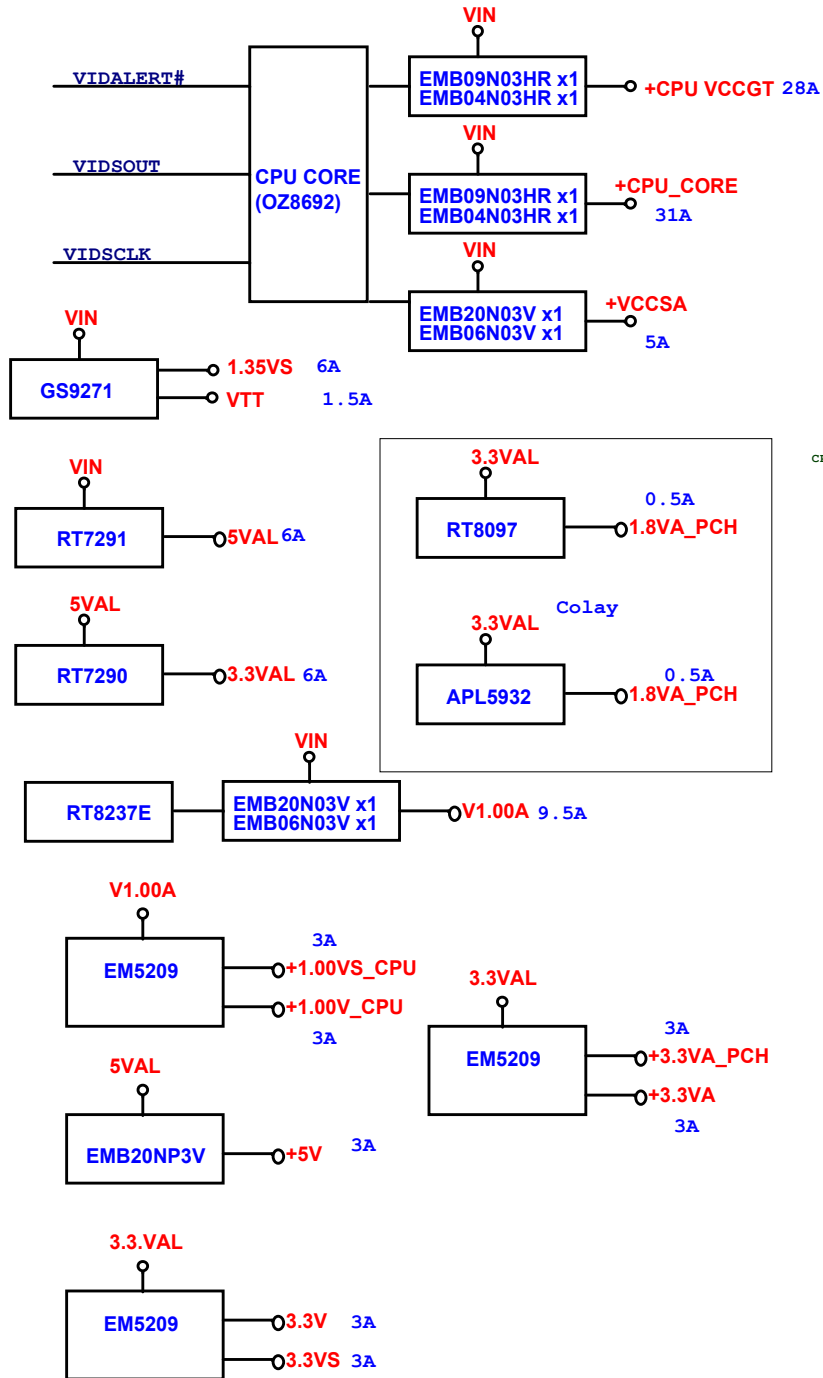 VIN
VIDALERT#
EMB09N03HR x1
EMB04N03HR x1
+CPU VCCGT 28A
VIN
VIDSOUT
CPU CORE
(OZ8692)
EMB09N03HR x1
EMB04N03HR x1
+CPU_CORE
31A
VIDSCLK
VIN
EMB20N03V x1
EMB06N03V x1
+VCCSA
5A
VIN
GS9271
1.35VS 6A
VTT 1.5A
VIN
RT7291
5VAL 6A
3.3VAL
RT8097
0.5A
1.8VA_PCH
Colay
5VAL
RT7290
3.3VAL 6A
3.3VAL
APL5932
0.5A
1.8VA_PCH
VIN
RT8237E
EMB20N03V x1
EMB06N03V x1
V1.00A 9.5A
V1.00A
EM5209
3A
+1.00VS_CPU
+1.00V_CPU
3A
3.3VAL
EM5209
3A
+3.3VA_PCH
+3.3VA
3A
5VAL
EMB20NP3V
+5V 3A
3.3.VAL
EM5209
3.3V 3A
3.3VS 3A